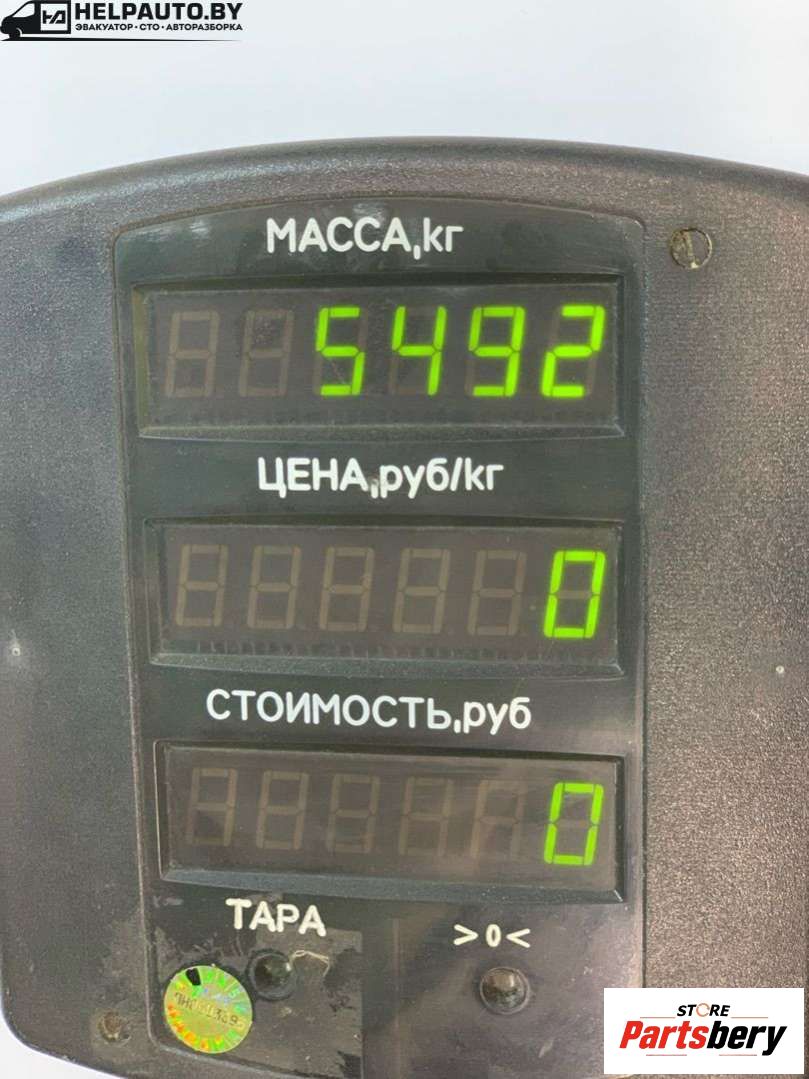 HELPAUTO.BY
ЭВАКУАТОР·СТО·АВТОРАЗБОРКА
МАССА,кг
5492
ЦЕНА,руб/кг
0
СТОИМОСТЬ,руб
0
ТАРА
>0<
STORE
Partsbery